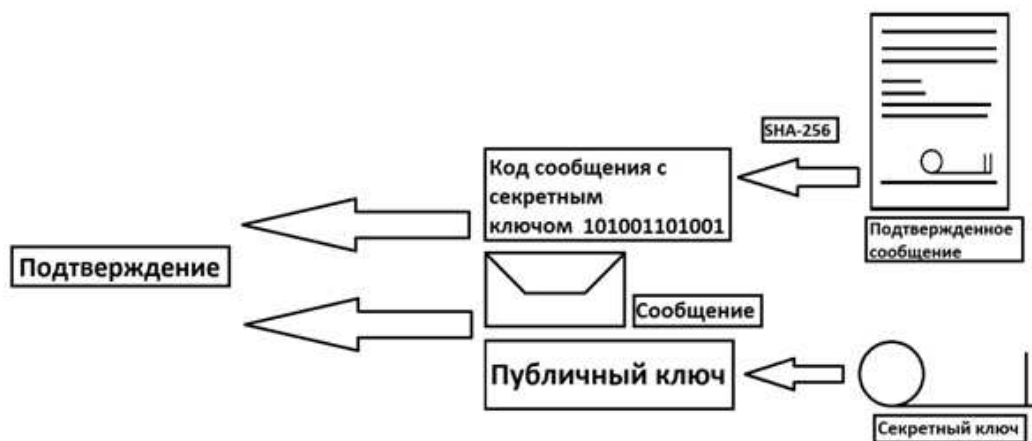 SHA-256
Код сообщения с
секретным
ключом 101001101001
Подтвержденное
сообщение
Подтверждение
Сообщение
Публичный ключ
Секретный ключ